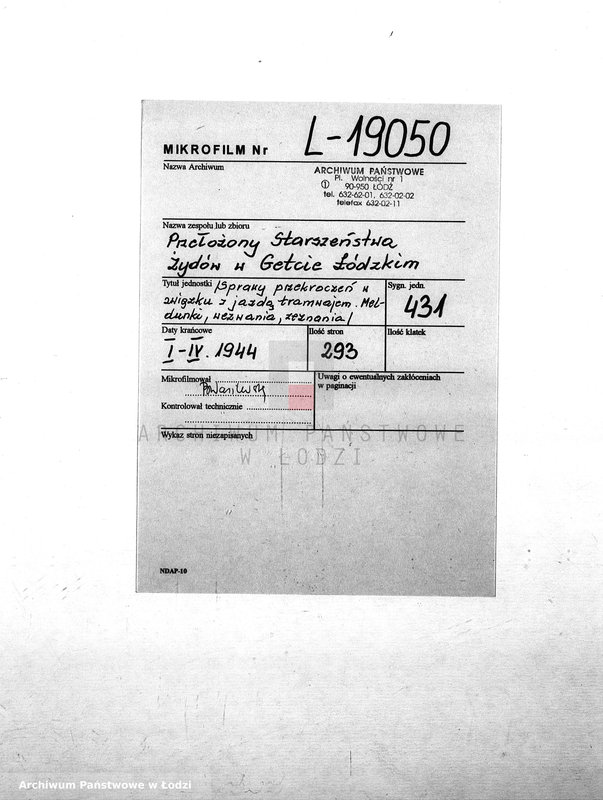 MIKROFILM Nr L-19050
Nazwa Archiwum
ARCHIWUM PAŃSTWOWE
Pl. Wolności nr 1
① 90-950 ŁÓDŹ
tel. 632-62-01, 632-02-02
telefax 632-02-11
Nazwa zespołu lub zbioru
Przełożony Starszeństwa
Żydów w Getcie Łódzkim
Tytuł jednostki /Sprawy przekroczeń w
związku z jazdą tramwajem. Mel-
dunki, wezwania, zeznania/
Sygn. jedn.
431
Daty krańcowe
I-IV. 1944
Ilość stron
293
Ilość klatek
Mikrofilmował
Uwagi o ewentualnych zakłóceniach
w paginacji
Kontrolował technicznie
ARCHIWUM PAŃSTWOWE
W ŁODZI
Wykaz stron niezapisanych
NDAP-10
Archiwum Państwowe w Łodzi